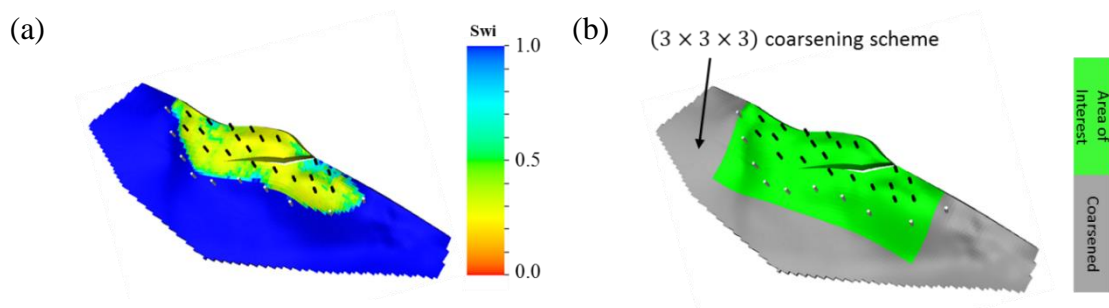 (a)
Swi
1.0
0.5
0.0
(b)
(3 × 3 × 3) coarsening scheme
Area of
Interest
Coarsened